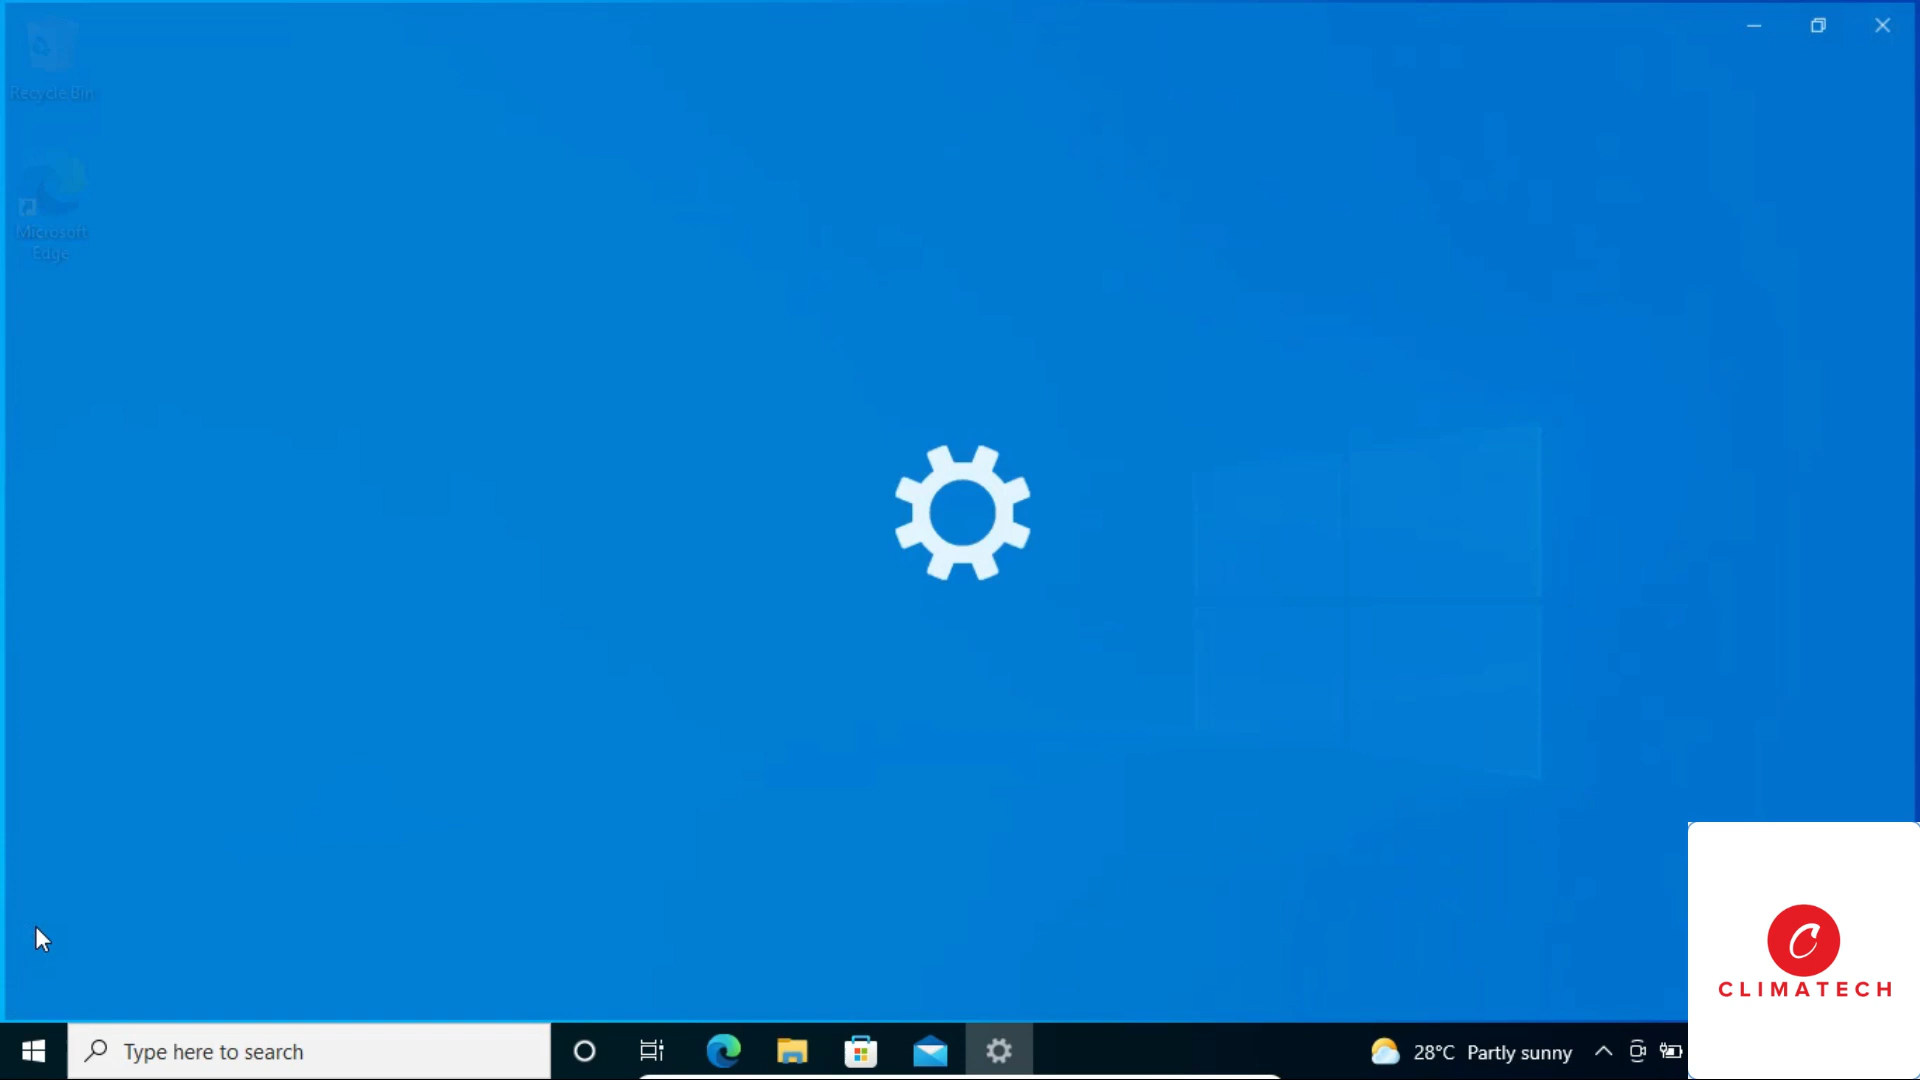 Recycle Bin
Microsoft
Edge
CLIMATECH
Type here to search
28°C Partly sunny